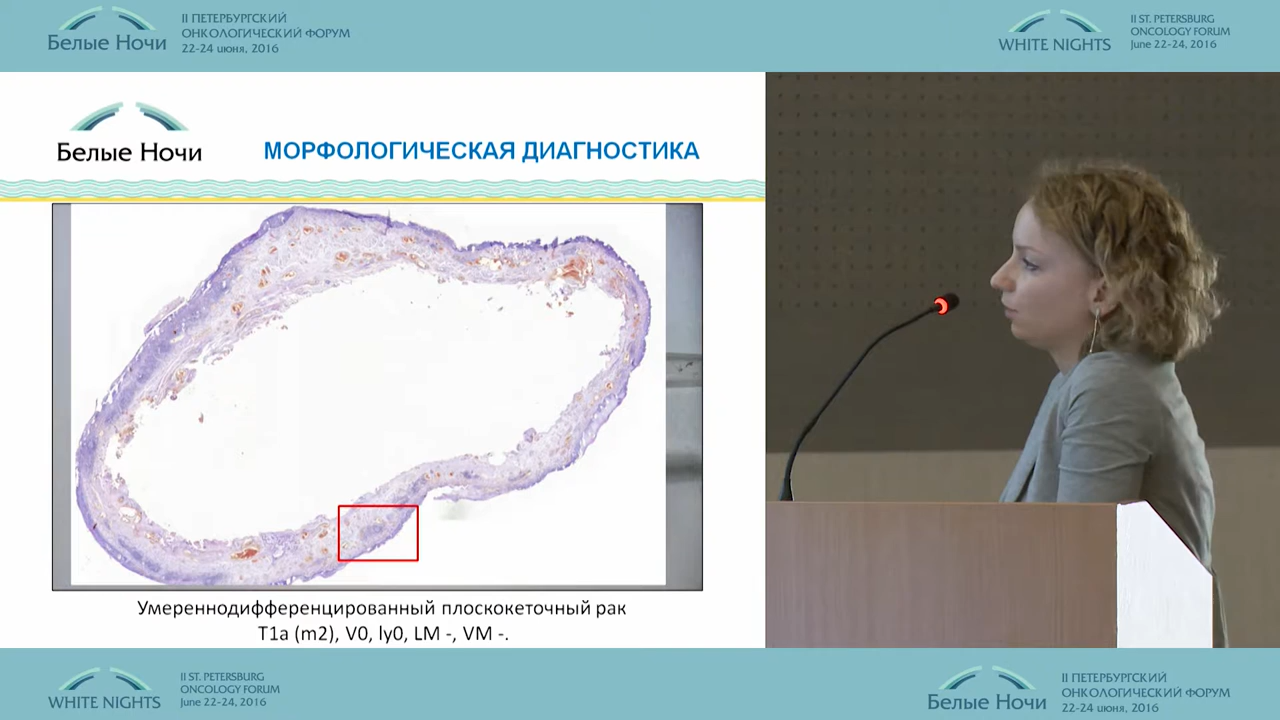 Белые Ночи
II ПЕТЕРБУРГСКИЙ
ОНКОЛОГИЧЕСКИЙ ФОРУМ
22-24 июня, 2016
WHITE NIGHTS
II ST. PETERSBURG
ONCOLOGY FORUM
June 22-24, 2016
Белые Ночи
МОРФОЛОГИЧЕСКАЯ ДИАГНОСТИКА
Умереннодифференцированный плоскокеточный рак
T1a (m2), V0, ly0, LM -, VM -.
WHITE NIGHTS
II ST. PETERSBURG
ONCOLOGY FORUM
June 22-24, 2016
Белые Ночи
II ПЕТЕРБУРГСКИЙ
ОНКОЛОГИЧЕСКИЙ ФОРУМ
22-24 июня, 2016